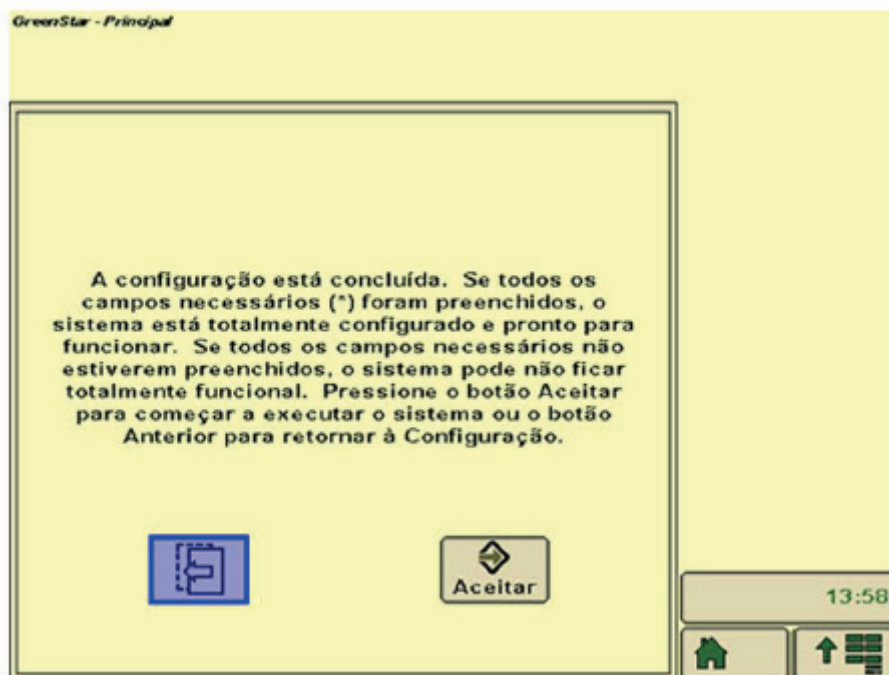 GreenStar - Principal
A configuração está concluída. Se todos os
campos necessários (*) foram preenchidos, o
sistema está totalmente configurado e pronto para
funcionar. Se todos os campos necessários não
estiverem preenchidos, o sistema pode não ficar
totalmente funcional. Pressione o botão Aceitar
para começar a executar o sistema ou o botão
Anterior para retornar à Configuração.
Aceitar
13:58